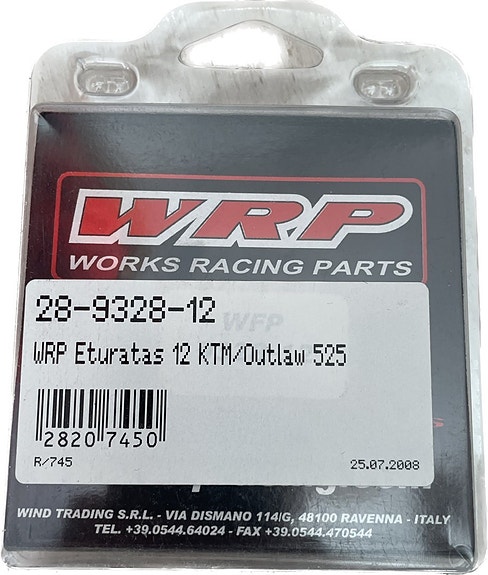 WRP
WORKS RACING PARTS
28-9328-12
WRP Eturatas 12 KTM/Outlaw 525
2820 7450
R/745 25.07.2008
WIND TRADING S.R.L. - VIA DISMANO 114/G, 48100 RAVENNA - ITALY
TEL. +39.0544.64024 - FAX +39.0544.470544